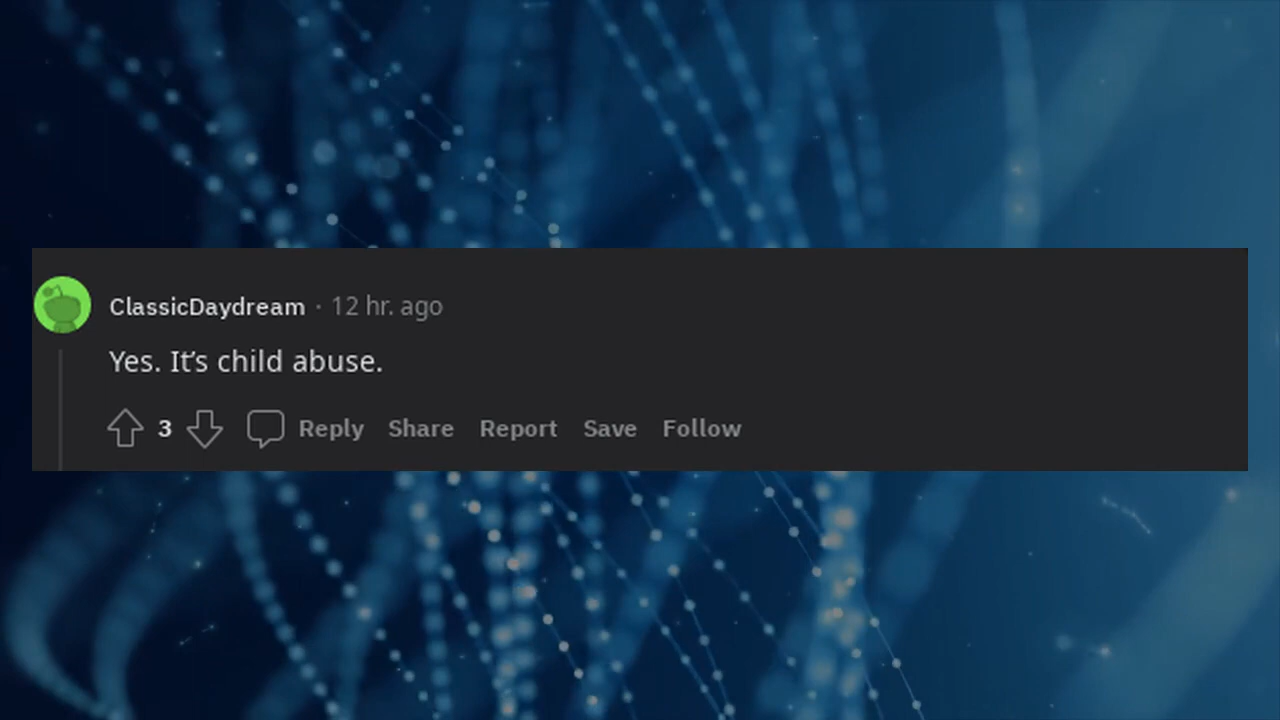 ClassicDaydream · 12 hr. ago
Yes. It's child abuse.
3 Reply Share Report Save Follow